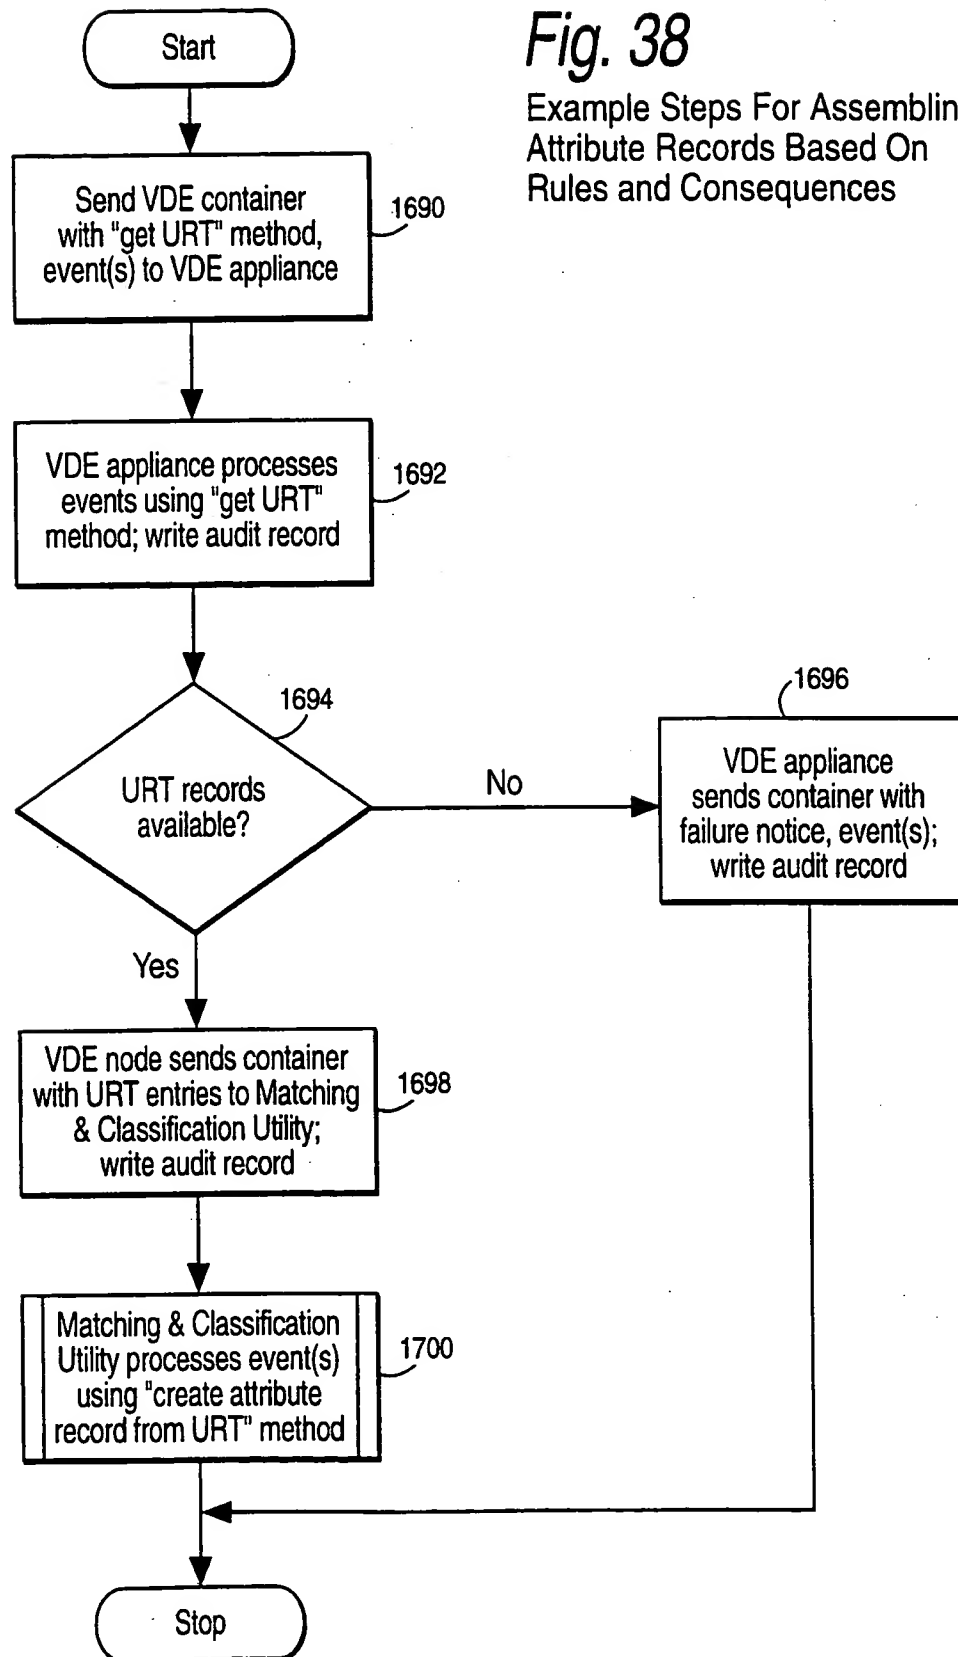 Start
Fig. 38
Example Steps For Assemblin
Attribute Records Based On
Rules and Consequences
Send VDE container
with "get URT" method,
event(s) to VDE appliance
1690
VDE appliance processes
events using "get URT"
method; write audit record
1692
1694
URT records
available?
No
Yes
1696
VDE appliance
sends container with
failure notice, event(s);
write audit record
VDE node sends container
with URT entries to Matching
& Classification Utility;
write audit record
1698
Matching & Classification
Utility processes event(s)
using "create attribute
record from URT" method
1700
Stop